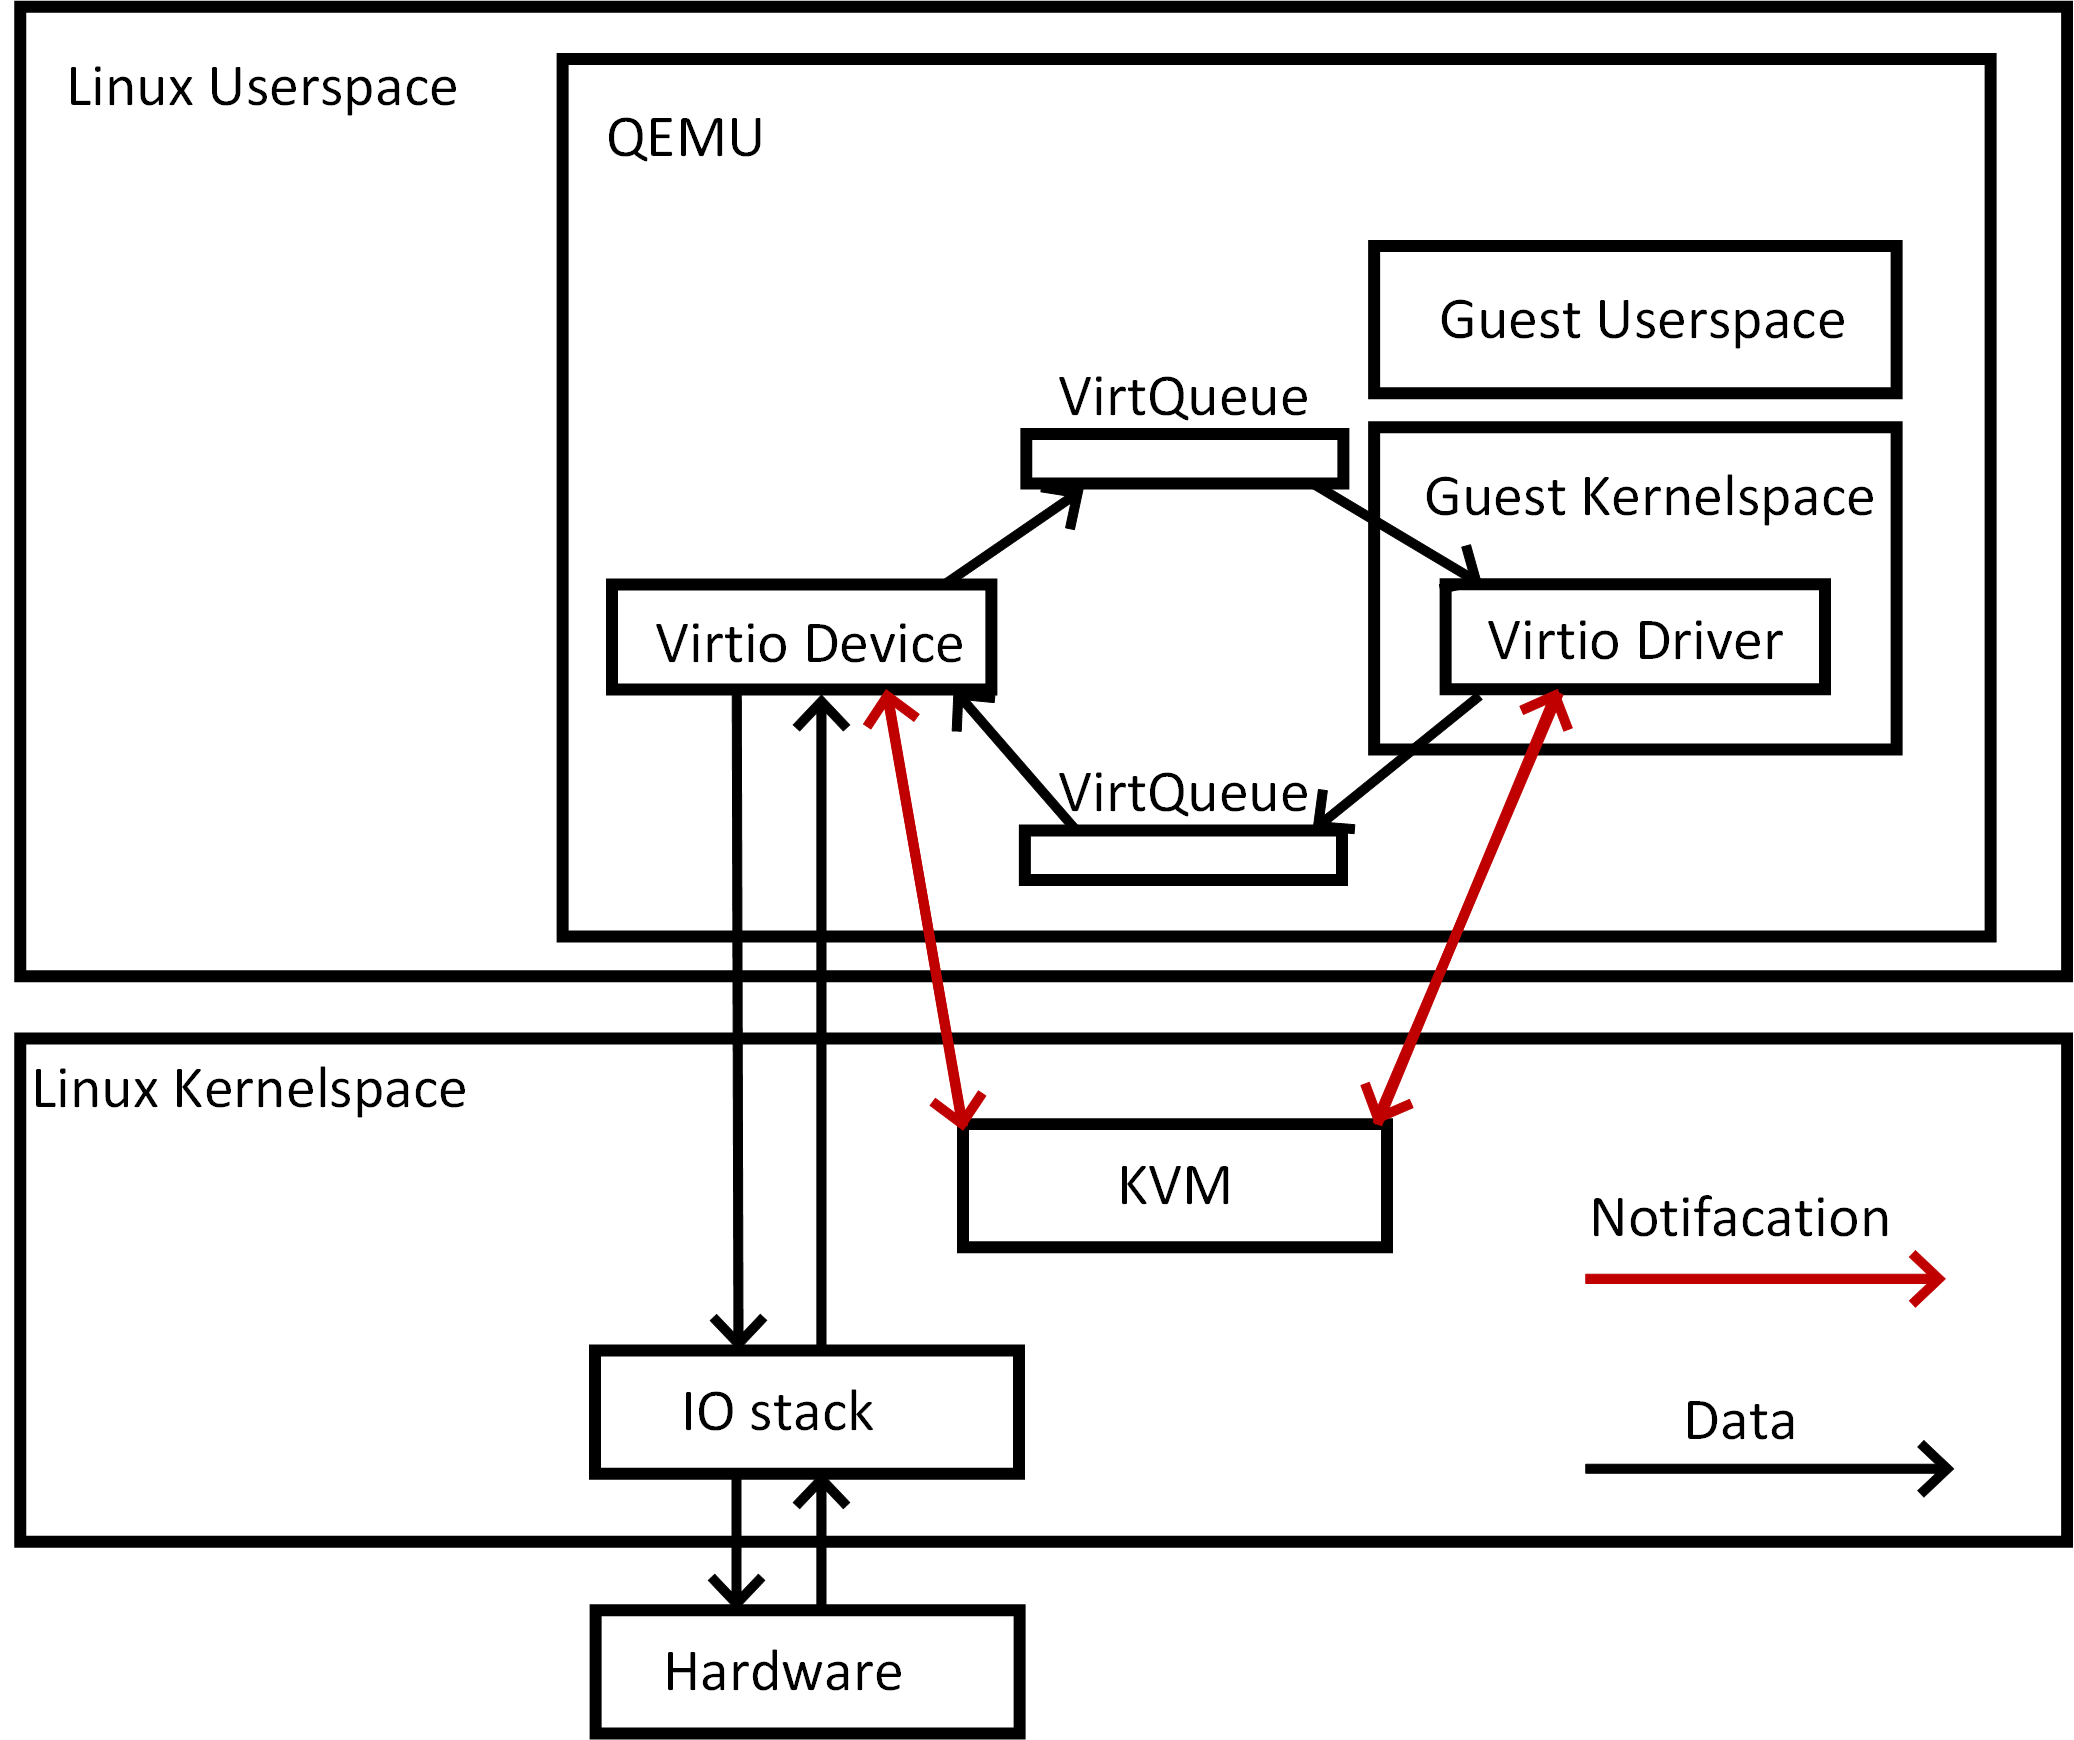 Linux Userspace
QEMU
Guest Userspace
VirtQueue
Guest Kernelspace
Virtio Device
Virtio Driver
VirtQueue
Linux Kernelspace
KVM
Notifacation
IO stack
Data
Hardware